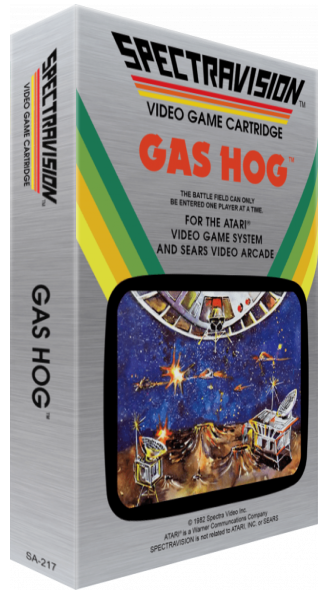 SPECTRAVISION
VIDEO GAME CARTRIDGE
GAS HOG™
SA-217
SPECTRAVISION™
VIDEO GAME CARTRIDGE
GAS HOG™
THE BATTLE FIELD CAN ONLY
BE ENTERED ONE PLAYER AT A TIME.
FOR THE ATARI®
VIDEO GAME SYSTEM
AND SEARS VIDEO ARCADE
© 1982 Spectra Video Inc.
ATARI® is a Warner Communications Company
SPECTRAVISION is not related to ATARI, INC. or SEARS